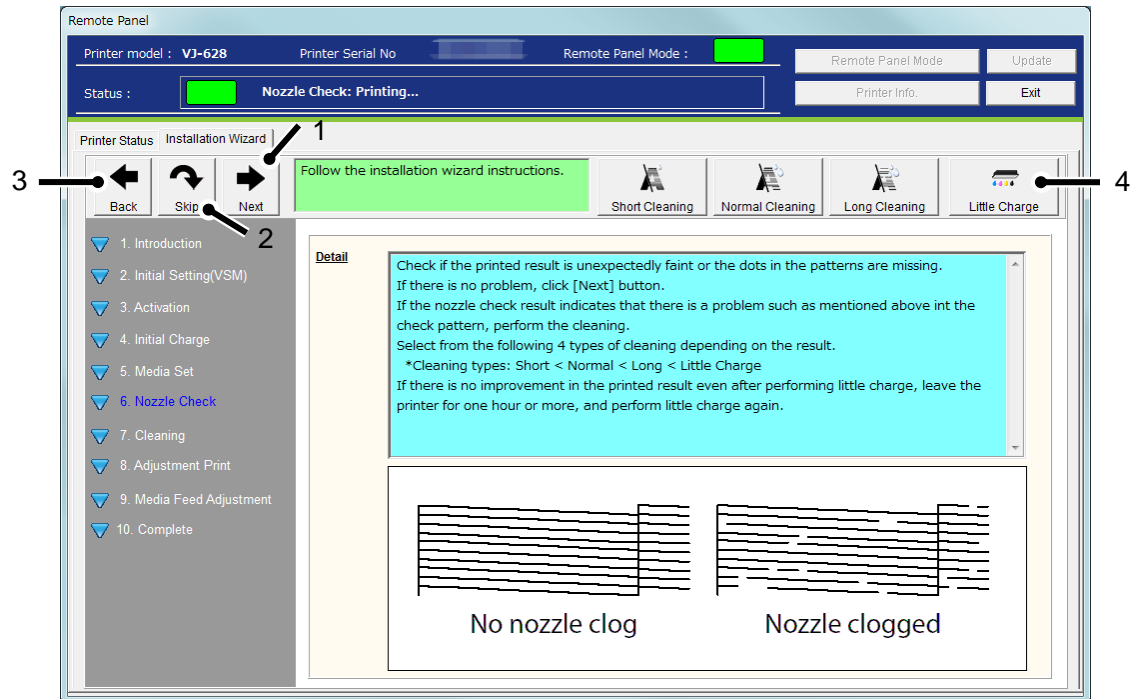 Remote Panel
Printer model : VJ-628 Printer Serial No Remote Panel Mode :
Remote Panel Mode Update
Status : Nozzle Check: Printing...
Printer Info. Exit
Printer Status Installation Wizard
1
3
Back Skip Next
2
Follow the installation wizard instructions.
Short Cleaning Normal Cleaning Long Cleaning Little Charge
4
1. Introduction
2. Initial Setting(VSM)
3. Activation
4. Initial Charge
5. Media Set
6. Nozzle Check
7. Cleaning
8. Adjustment Print
9. Media Feed Adjustment
10. Complete
Detail
Check if the printed result is unexpectedly faint or the dots in the patterns are missing.
If there is no problem, click [Next] button.
If the nozzle check result indicates that there is a problem such as mentioned above int the
check pattern, perform the cleaning.
Select from the following 4 types of cleaning depending on the result.
*Cleaning types: Short < Normal < Long < Little Charge
If there is no improvement in the printed result even after performing little charge, leave the
printer for one hour or more, and perform little charge again.
No nozzle clog Nozzle clogged